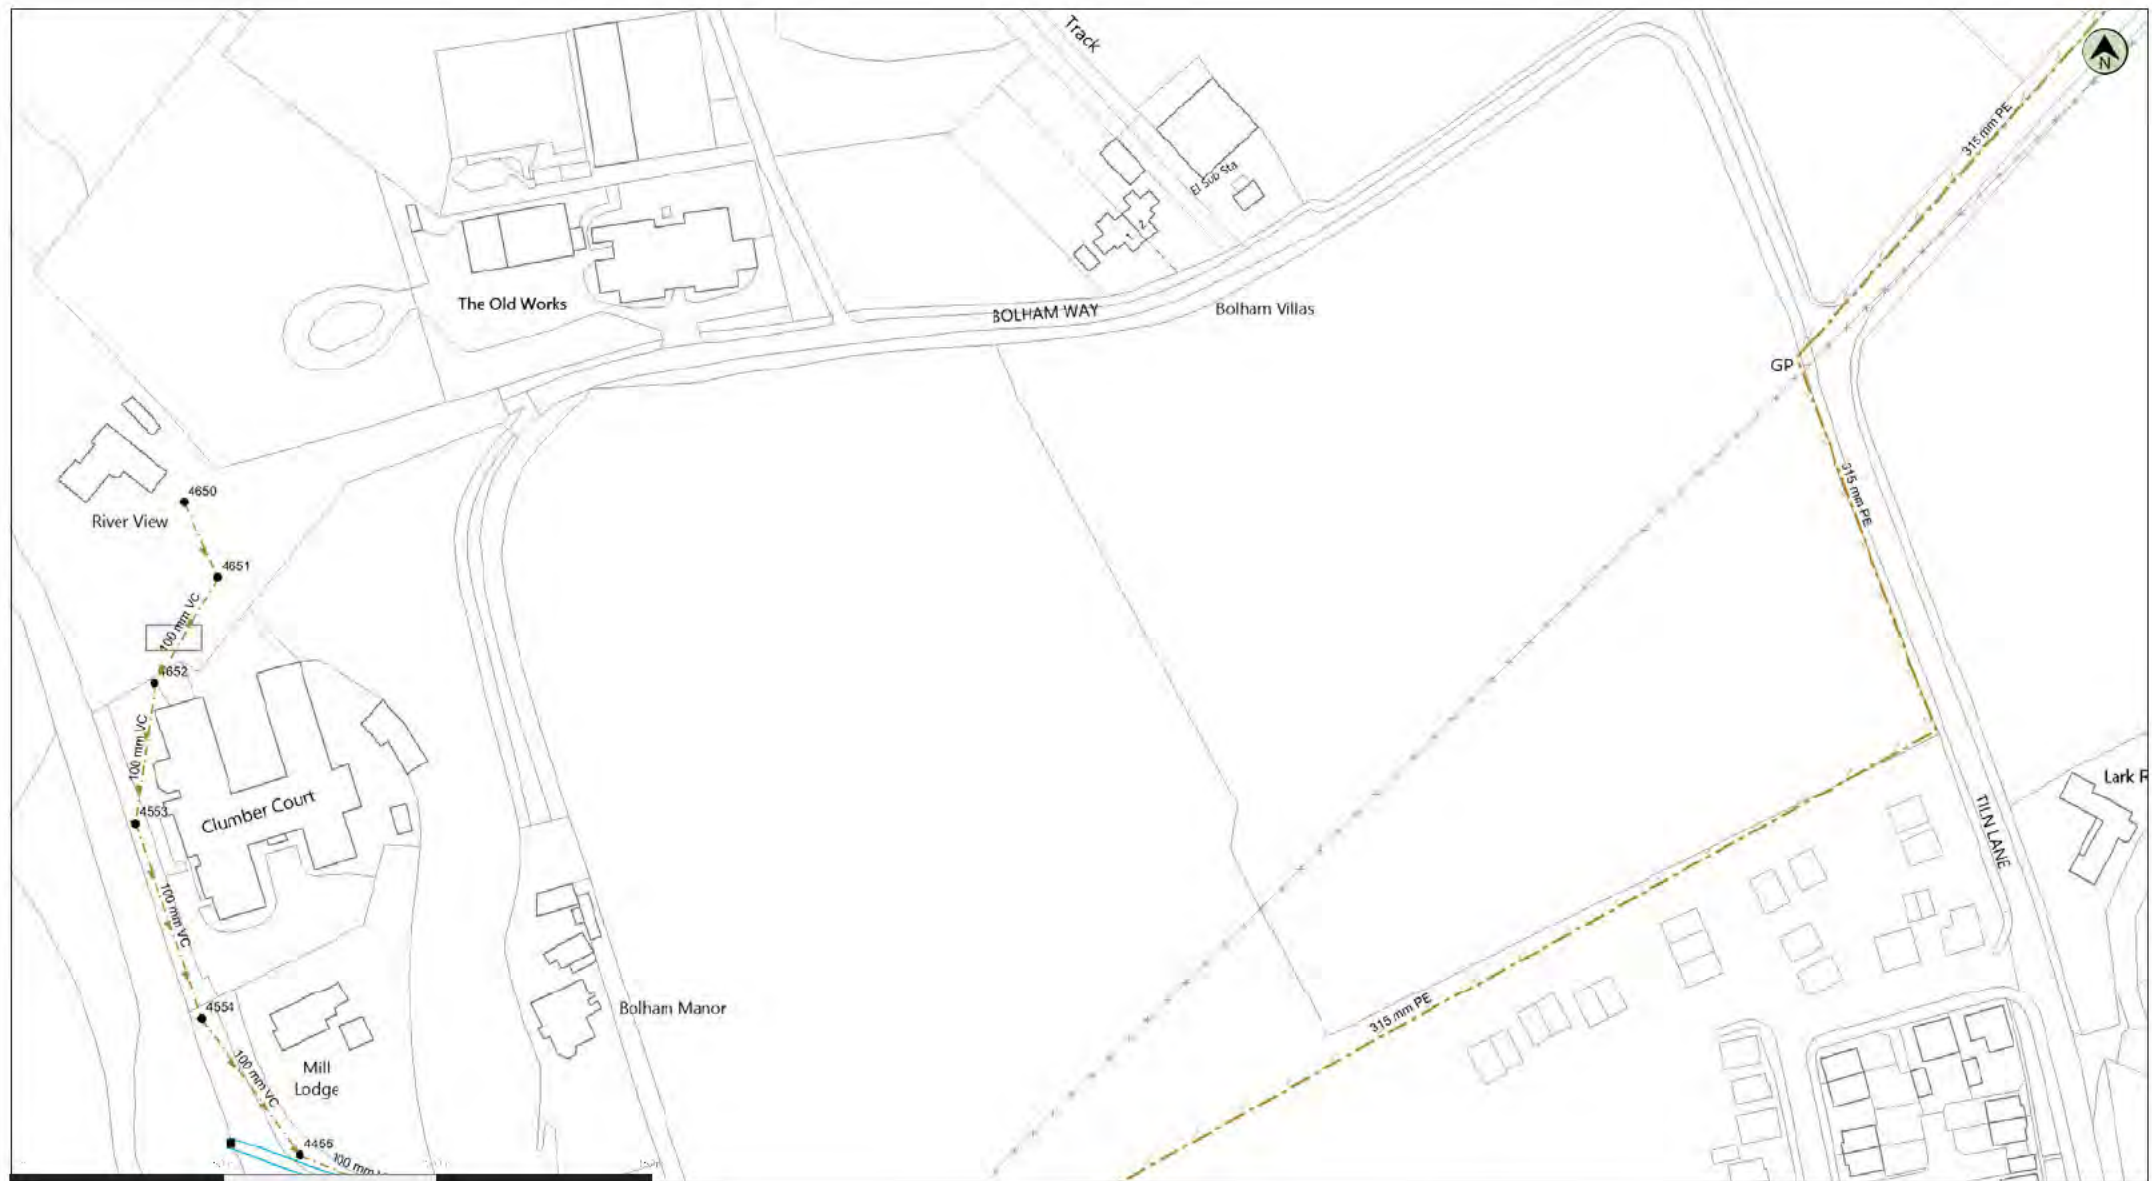 Track
N
315 mm PE
El Sub Sta
1
2
The Old Works
BOLHAM WAY
Bolham Villas
GP
315 mm PE
4650
River View
4651
100 mm VC
4652
100 mm VC
4553
Clumber Court
Lark R
TILN LANE
100 mm VC
4554
Bolham Manor
315 mm PE
100 mm VC
Mill
Lodge
4455
100 mm